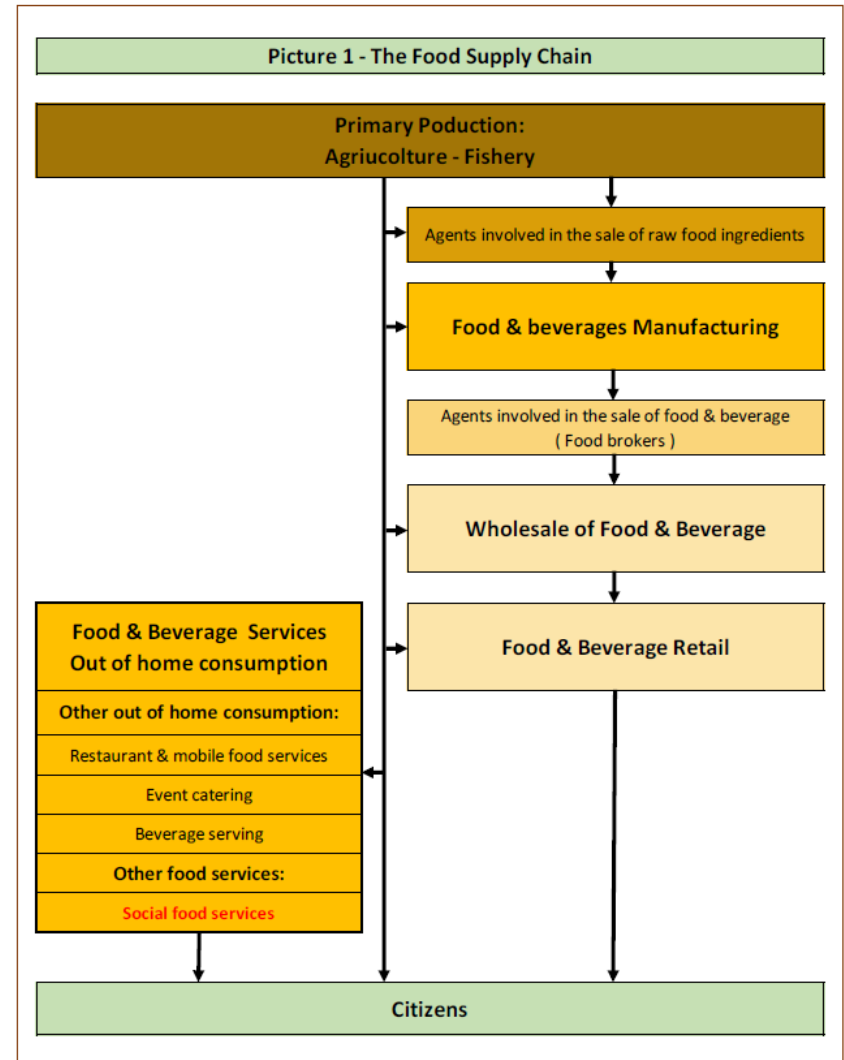 Picture 1 - The Food Supply Chain
Primary Poduction:
Agriucolture - Fishery
Agents involved in the sale of raw food ingredients
Food & beverages Manufacturing
Agents involved in the sale of food & beverage
( Food brokers )
Wholesale of Food & Beverage
Food & Beverage Retail
Food & Beverage Services
Out of home consumption
Other out of home consumption:
Restaurant & mobile food services
Event catering
Beverage serving
Other food services:
Social food services
Citizens